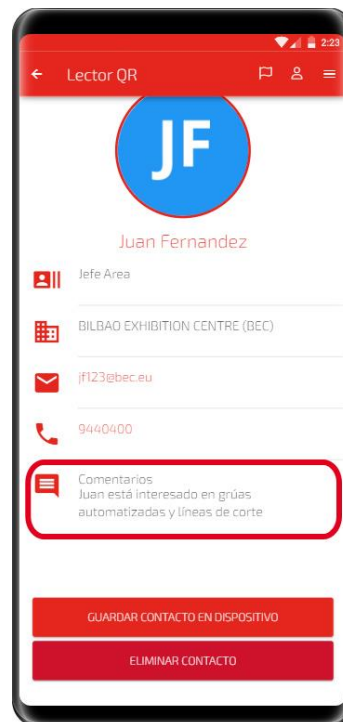 2:23
Lector QR
JF
Juan Fernandez
Jefe Area
BILBAO EXHIBITION CENTRE (BEC)
jf123@bec.eu
9440400
Comentarios
Juan está interesado en grúas
automatizadas y líneas de corte
GUARDAR CONTACTO EN DISPOSITIVO
ELIMINAR CONTACTO